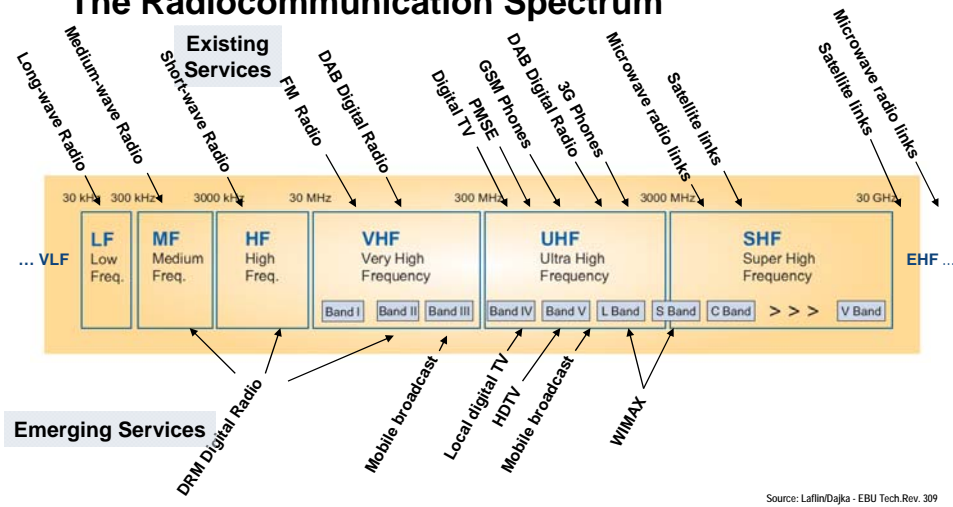 The Radiocommunication Spectrum
Existing
Services
Long-wave Radio
Medium-wave Radio
Short-wave Radio
FM Radio
DAB Digital Radio
Digital TV
PMSE
GSM Phones
DAB Digital Radio
3G Phones
Microwave radio links
Satellite links
Satellite links
Microwave radio links
30 kHz 300 kHz 3000 kHz 30 MHz 300 MHz 3000 MHz 30 GHz
... VLF
LF
Low
Freq.
MF
Medium
Freq.
HF
High
Freq.
VHF
Very High
Frequency
UHF
Ultra High
Frequency
SHF
Super High
Frequency
EHF ...
Band I Band II Band III Band IV Band V L Band S Band C Band > > > V Band
Emerging Services
DRM Digital Radio
Mobile broadcast
Local digital TV
HDTV
Mobile broadcast
WIMAX
Source: Laflin/Dajka - EBU Tech.Rev. 309